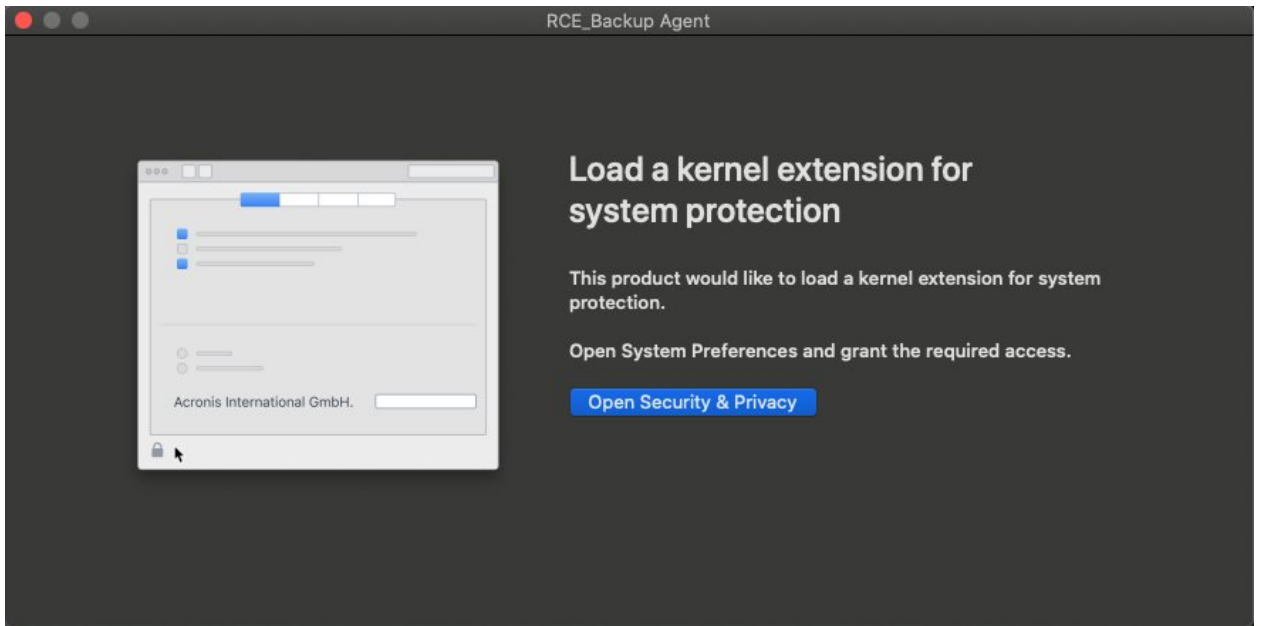 RCE_Backup Agent
Load a kernel extension for
system protection
This product would like to load a kernel extension for system
protection.
Open System Preferences and grant the required access.
Open Security & Privacy
Acronis International GmbH.